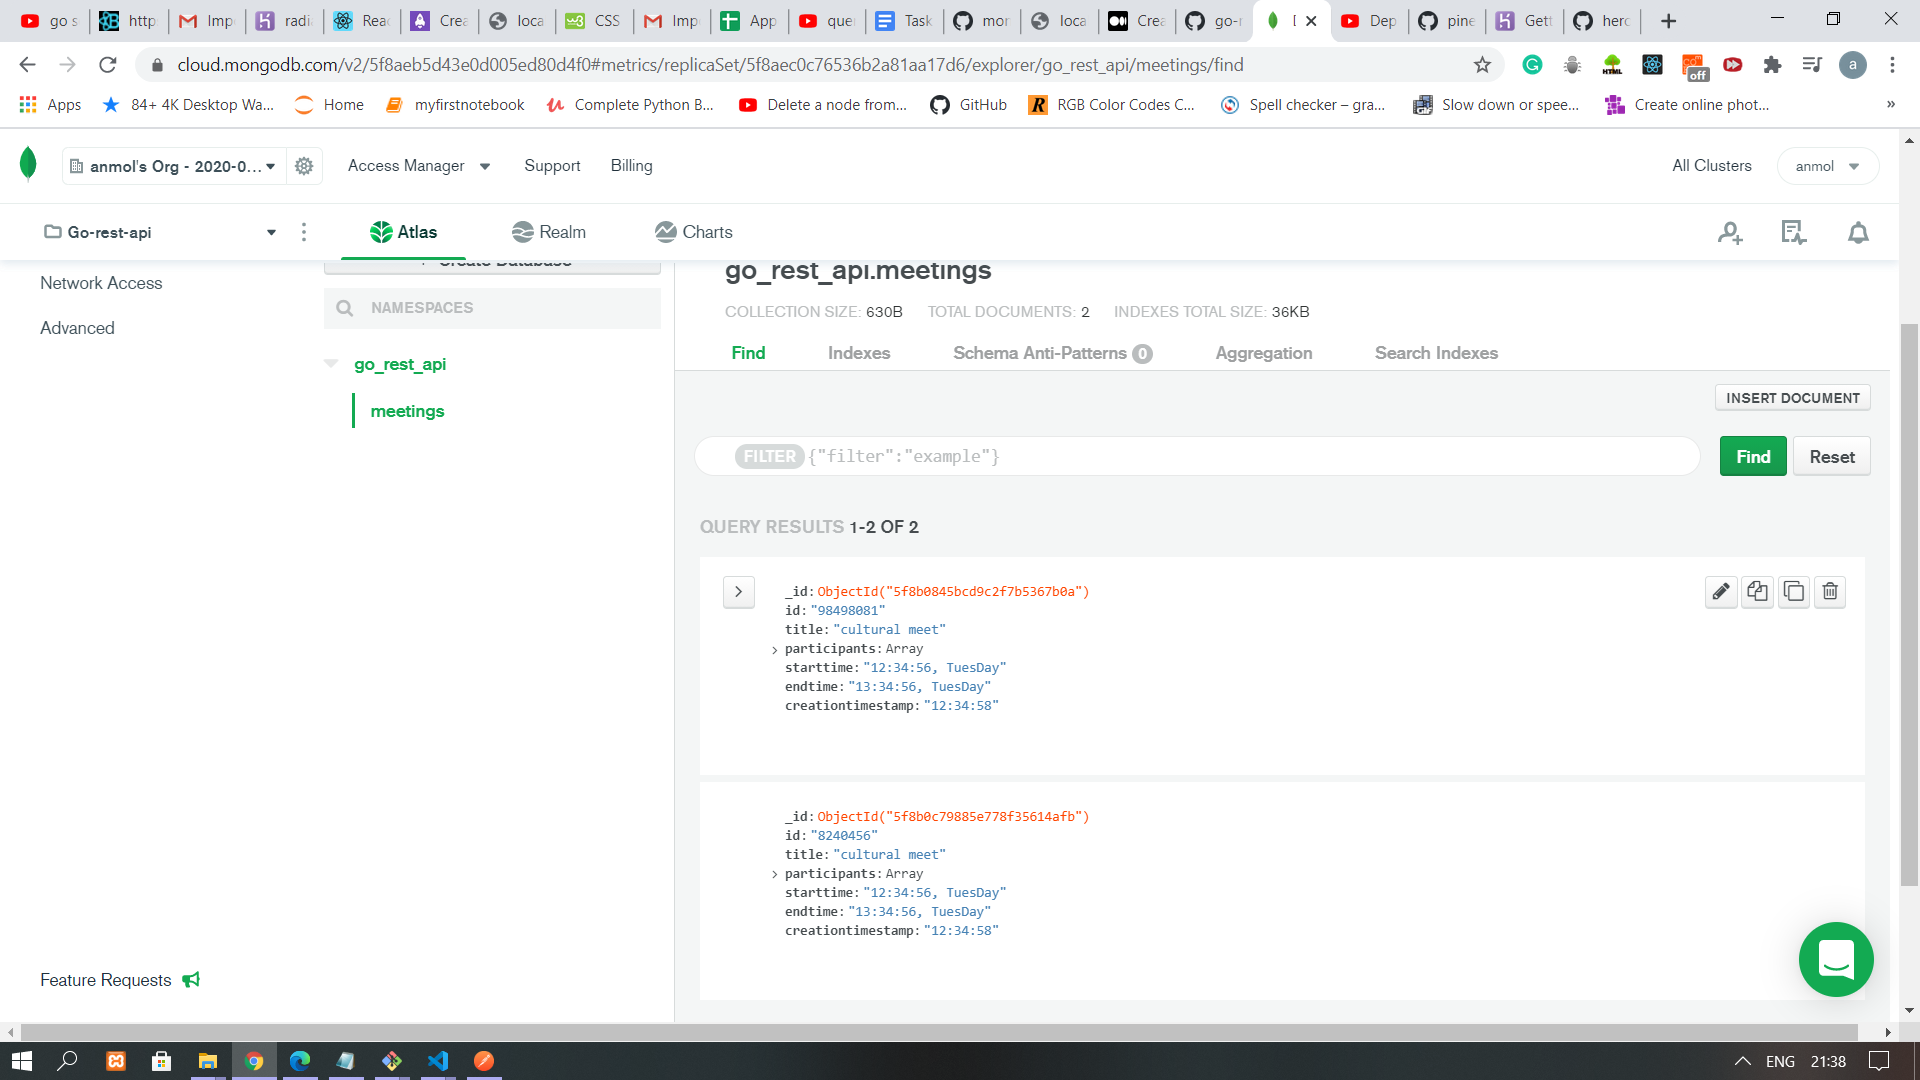 go s
http
Impo
radia
Reac
Crea
loca
CSS
Impo
App
quer
Task
mon
loca
Crea
go-r
Dep
pine
Gett
hero
cloud.mongodb.com/v2/5f8aeb5d43e0d005ed80d4f0#metrics/replicaSet/5f8aec0c76536b2a81aa17d6/explorer/go_rest_api/meetings/find
off
a
Apps
84+ 4K Desktop Wa...
Home
myfirstnotebook
Complete Python B...
Delete a node from...
GitHub
RGB Color Codes C...
Spell checker – gra...
Slow down or spee...
Create online phot...
»
anmol's Org - 2020-0...
Access Manager
Support
Billing
All Clusters
anmol
Go-rest-api
Atlas
Realm
Charts
Network Access
Advanced
Feature Requests
Create Database
NAMESPACES
go_rest_api
meetings
go_rest_api.meetings
COLLECTION SIZE: 630B TOTAL DOCUMENTS: 2 INDEXES TOTAL SIZE: 36KB
Find
Indexes
Schema Anti-Patterns 0
Aggregation
Search Indexes
INSERT DOCUMENT
FILTER {"filter":"example"}
Find
Reset
QUERY RESULTS 1-2 OF 2
_id: ObjectId("5f8b0845bcd9c2f7b5367b0a")
id: "98498081"
title: "cultural meet"
participants: Array
starttime: "12:34:56, TuesDay"
endtime: "13:34:56, TuesDay"
creationtimestamp: "12:34:58"
_id: ObjectId("5f8b0c79885e778f35614afb")
id: "8240456"
title: "cultural meet"
participants: Array
starttime: "12:34:56, TuesDay"
endtime: "13:34:56, TuesDay"
creationtimestamp: "12:34:58"
ENG
21:38